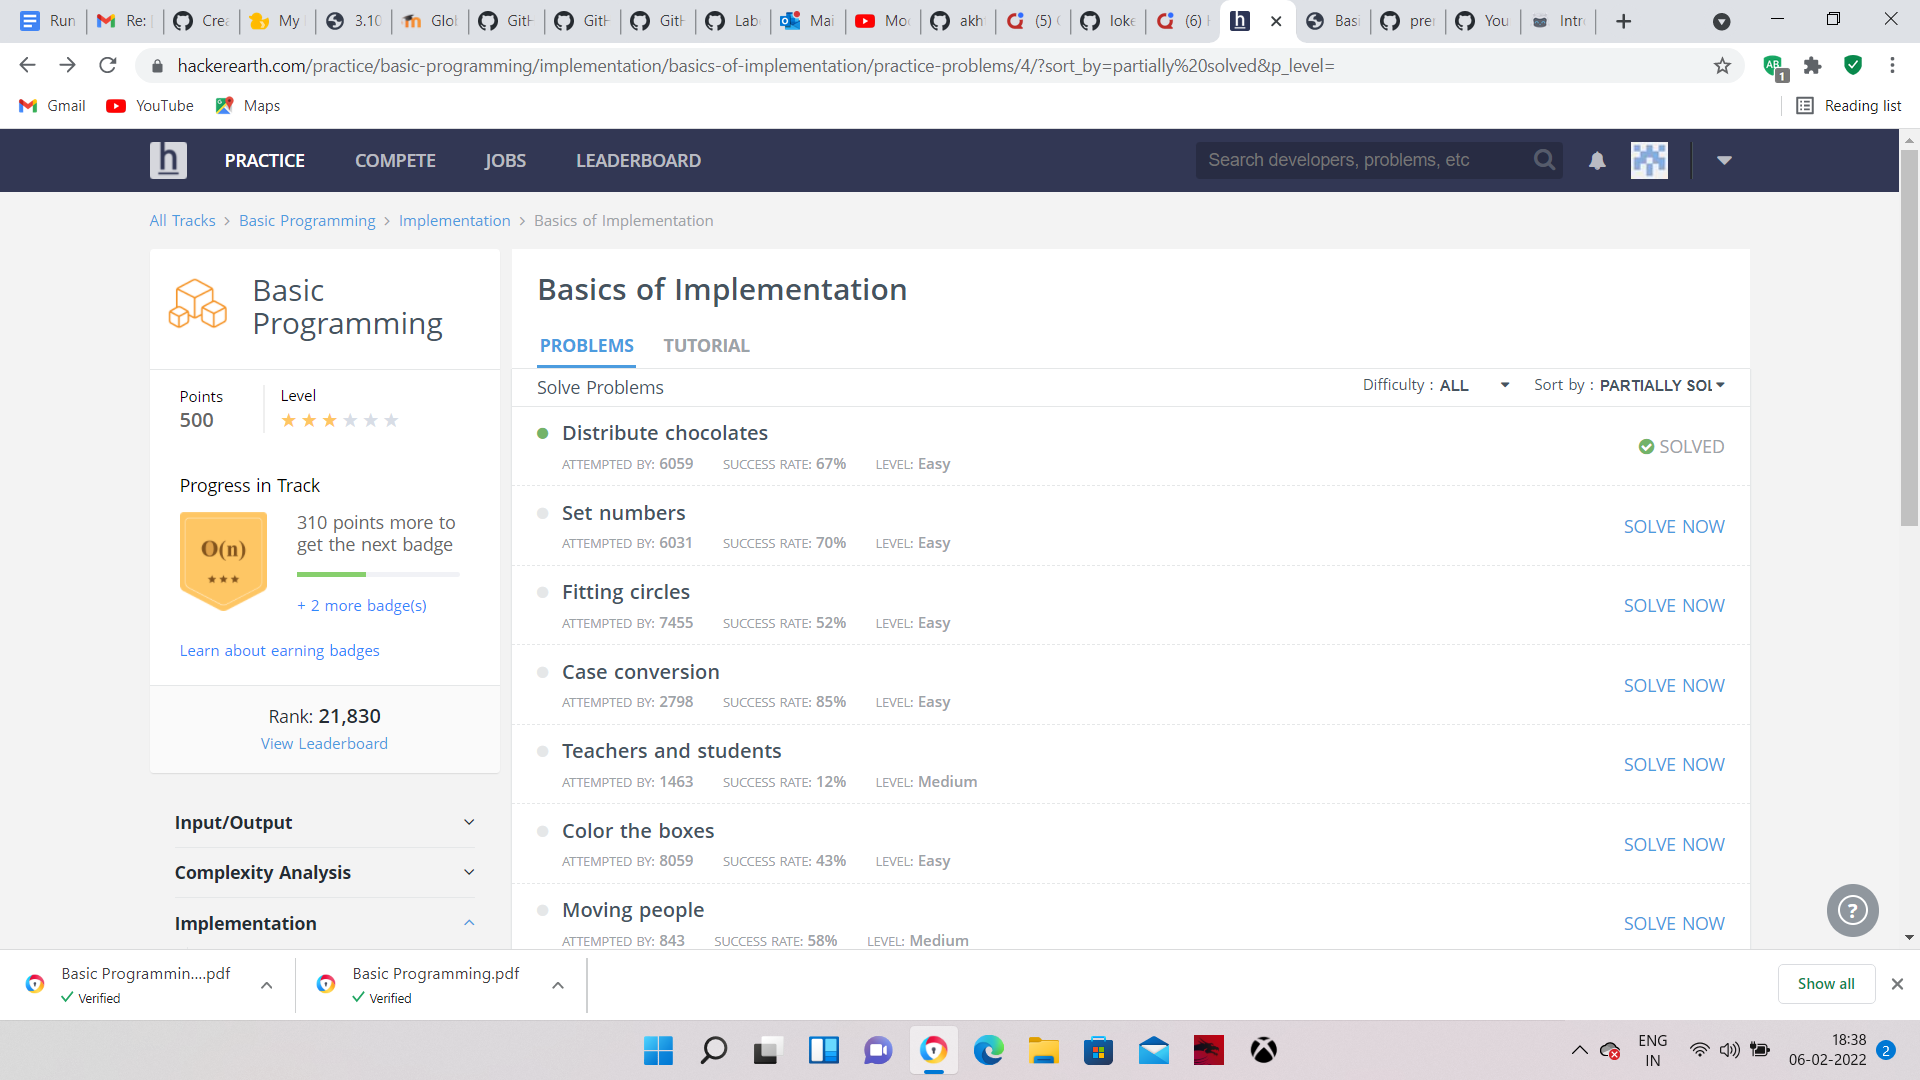 Run
Re:
Crea
My
3.10
Glob
GitH
GitH
GitH
Lab
Mai
Moc
akh
(5)
loke
(6)
h
Basi
prer
You
Intr
hackerearth.com/practice/basic-programming/implementation/basics-of-implementation/practice-problems/4/?sort_by=partially%20solved&p_level=
1
Gmail YouTube Maps Reading list
h PRACTICE COMPETE JOBS LEADERBOARD Search developers, problems, etc
All Tracks > Basic Programming > Implementation > Basics of Implementation
Basic
Programming
Points
500
Level
Progress in Track
O(n)
310 points more to
get the next badge
+ 2 more badge(s)
Learn about earning badges
Rank: 21,830
View Leaderboard
Input/Output
Complexity Analysis
Implementation
Basics of Implementation
PROBLEMS TUTORIAL
Solve Problems Difficulty : ALL Sort by : PARTIALLY SOL
Distribute chocolates
ATTEMPTED BY: 6059 SUCCESS RATE: 67% LEVEL: Easy
SOLVED
Set numbers
ATTEMPTED BY: 6031 SUCCESS RATE: 70% LEVEL: Easy
SOLVE NOW
Fitting circles
ATTEMPTED BY: 7455 SUCCESS RATE: 52% LEVEL: Easy
SOLVE NOW
Case conversion
ATTEMPTED BY: 2798 SUCCESS RATE: 85% LEVEL: Easy
SOLVE NOW
Teachers and students
ATTEMPTED BY: 1463 SUCCESS RATE: 12% LEVEL: Medium
SOLVE NOW
Color the boxes
ATTEMPTED BY: 8059 SUCCESS RATE: 43% LEVEL: Easy
SOLVE NOW
Moving people
ATTEMPTED BY: 843 SUCCESS RATE: 58% LEVEL: Medium
SOLVE NOW
?
Basic Programmin....pdf
Verified
Basic Programming.pdf
Verified
Show all
ENG
IN
18:38
06-02-2022
2